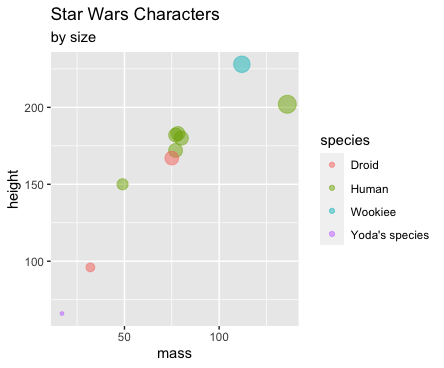 Star Wars Characters
by size
height
200
150
100
50
100
mass
species
Droid
Human
Wookiee
Yoda's species